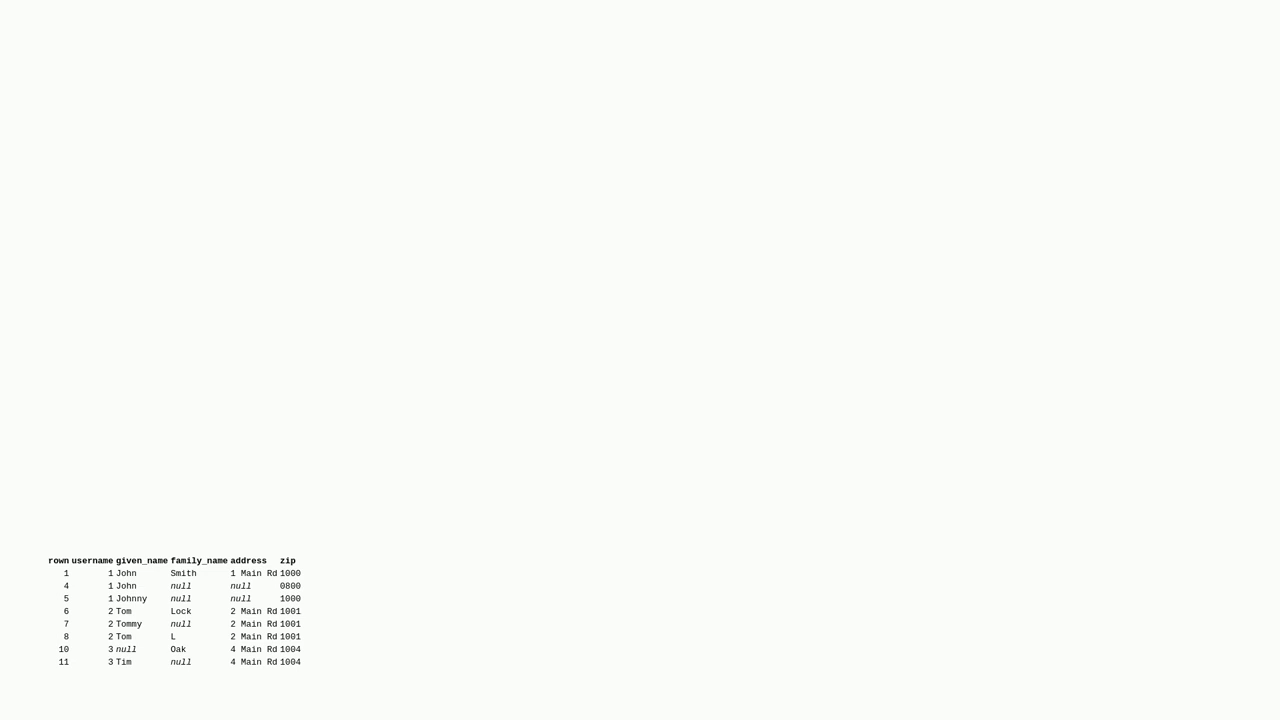 rown username given_name family_name address zip
1 1 John Smith 1 Main Rd 1000
4 1 John null null 0800
5 1 Johnny null null 1000
6 2 Tom Lock 2 Main Rd 1001
7 2 Tommy null 2 Main Rd 1001
8 2 Tom L 2 Main Rd 1001
10 3 null Oak 4 Main Rd 1004
11 3 Tim null 4 Main Rd 1004